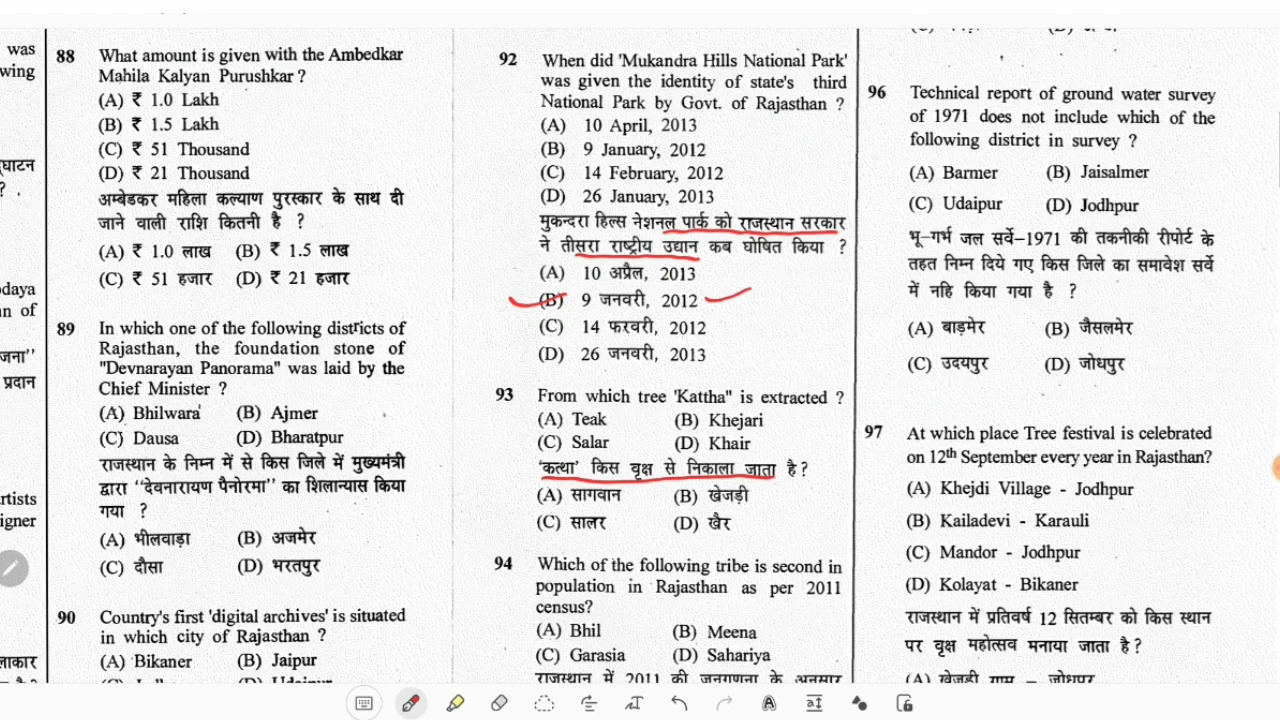 was
wing
88 What amount is given with the Ambedkar
Mahila Kalyan Purushkar ?
(A) ₹ 1.0 Lakh
(B) ₹ 1.5 Lakh
(C) ₹ 51 Thousand
(D) ₹ 21 Thousand
अम्बेडकर महिला कल्याण पुरस्कार के साथ दी
जाने वाली राशि कितनी है ?
(A) ₹ 1.0 लाख (B) ₹ 1.5 लाख
(C) ₹ 51 हजार (D) ₹ 21 हजार
89 In which one of the following districts of
Rajasthan, the foundation stone of
"Devnarayan Panorama" was laid by the
Chief Minister ?
(A) Bhilwara (B) Ajmer
(C) Dausa (D) Bharatpur
राजस्थान के निम्न में से किस जिले में मुख्यमंत्री
द्वारा ‘‘देवनारायण पैनोरमा’’ का शिलान्यास किया
गया ?
(A) भीलवाड़ा (B) अजमेर
(C) दौसा (D) भरतपुर
90 Country's first 'digital archives' is situated
in which city of Rajasthan ?
(A) Bikaner (B) Jaipur
92 When did 'Mukandra Hills National Park'
was given the identity of state's third
National Park by Govt. of Rajasthan ?
(A) 10 April, 2013
(B) 9 January, 2012
(C) 14 February, 2012
(D) 26 January, 2013
मुकन्दरा हिल्स नेशनल पार्क को राजस्थान सरकार
ने तीसरा राष्ट्रीय उद्यान कब घोषित किया ?
(A) 10 अप्रैल, 2013
(B) 9 जनवरी, 2012
(C) 14 फरवरी, 2012
(D) 26 जनवरी, 2013
93 From which tree 'Kattha" is extracted ?
(A) Teak (B) Khejari
(C) Salar (D) Khair
‘कत्था’ किस वृक्ष से निकाला जाता है ?
(A) सागवान (B) खेजड़ी
(C) सालर (D) खैर
94 Which of the following tribe is second in
population in Rajasthan as per 2011
census?
(A) Bhil (B) Meena
(C) Garasia (D) Sahariya
राजस्थान में 2011 की जनगणना के अनुसार
96 Technical report of ground water survey
of 1971 does not include which of the
following district in survey ?
(A) Barmer (B) Jaisalmer
(C) Udaipur (D) Jodhpur
भू-गर्भ जल सर्वे-1971 की तकनीकी रीपोर्ट के
तहत निम्न दिये गए किस जिले का समावेश सर्वे
में नहि किया गया है ?
(A) बाड़मेर (B) जैसलमेर
(C) उदयपुर (D) जोधपुर
97 At which place Tree festival is celebrated
on 12th September every year in Rajasthan?
(A) Khejdi Village - Jodhpur
(B) Kailadevi - Karauli
(C) Mandor - Jodhpur
(D) Kolayat - Bikaner
राजस्थान में प्रतिवर्ष 12 सितम्बर को किस स्थान
पर वृक्ष महोत्सव मनाया जाता है ?
(A) खेजड़ी ग्राम - जोधपुर